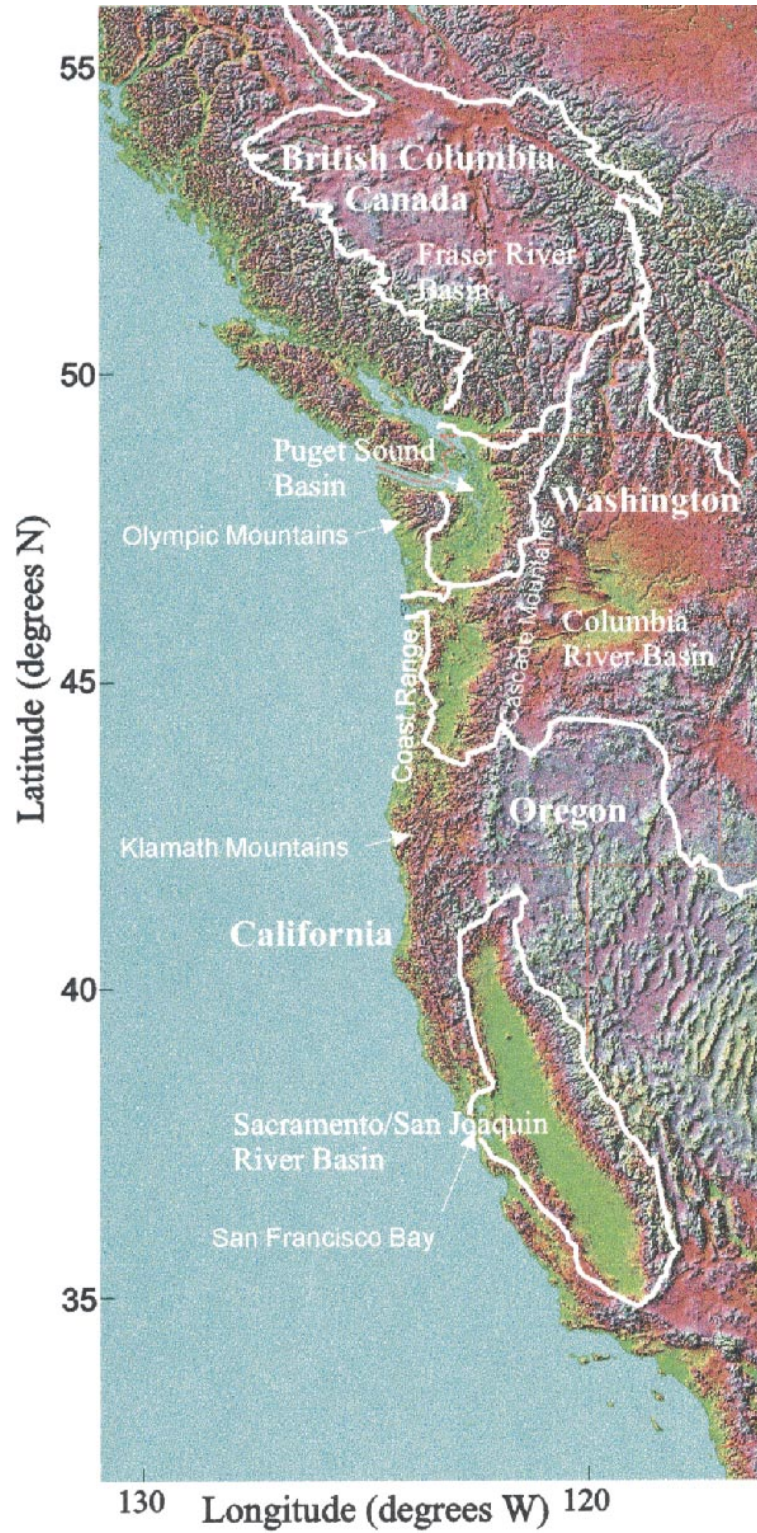 55
British Columbia
Canada
Fraser River
Basin
50
Puget Sound
Basin
Washington
Olympic Mountains
Cascade Mountains
Columbia
River Basin
Coast Range
45
Latitude (degrees N)
Oregon
Klamath Mountains
California
40
Sacramento/San Joaquin
River Basin
San Francisco Bay
35
130
Longitude (degrees W)
120